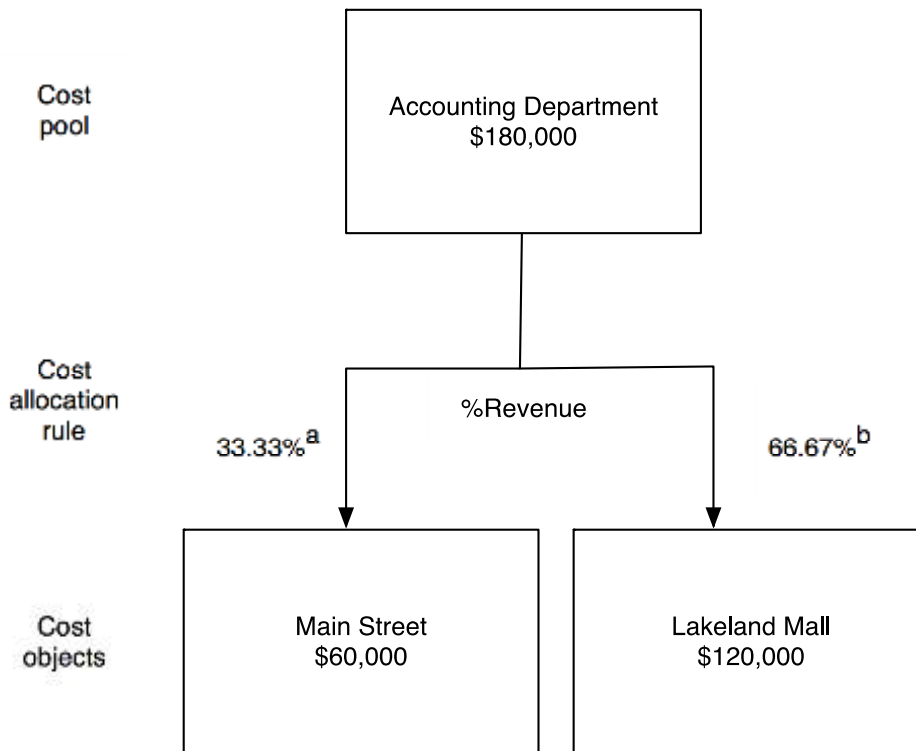 Cost
pool
Accounting Department
$180,000
Cost
allocation
rule
%Revenue
33.33%a
66.67%b
Cost
objects
Main Street
$60,000
Lakeland Mall
$120,000